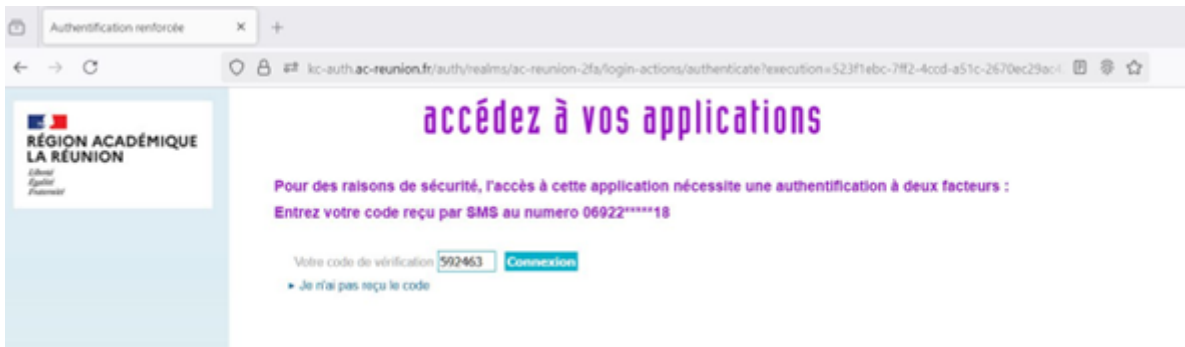 Authentification renforcée
kc-auth.ac-reunion.fr/auth/realms/ac-reunion-2fa/login-actions/authenticate?execution=523f1ebc-7ff2-4ccd-a51c-2670ec29ac-
RÉGION ACADÉMIQUE
LA RÉUNION
Liberté
Égalité
Fraternité
accédez à vos applications
Pour des raisons de sécurité, l'accès à cette application nécessite une authentification à deux facteurs :
Entrez votre code reçu par SMS au numero 06922*****18
Votre code de vérification 592463 Connexion
▸ Je n'ai pas reçu le code